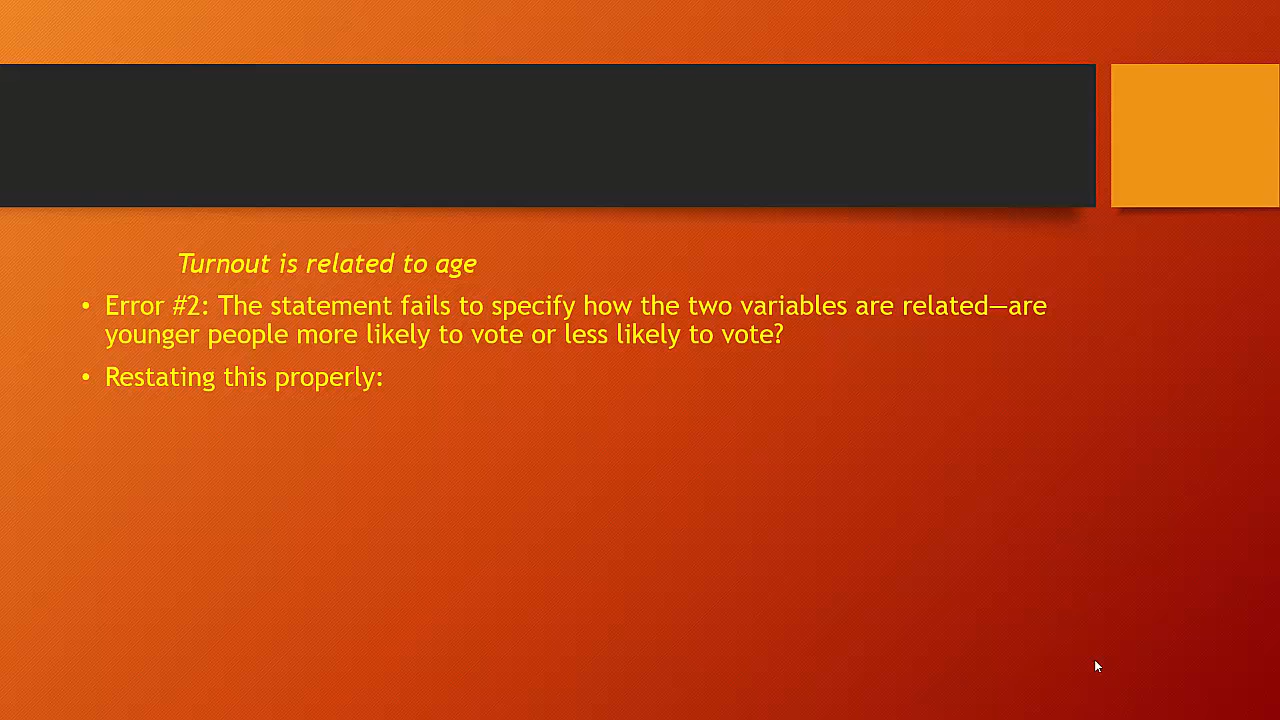 Turnout is related to age
• Error #2: The statement fails to specify how the two variables are related—are
younger people more likely to vote or less likely to vote?
• Restating this properly: